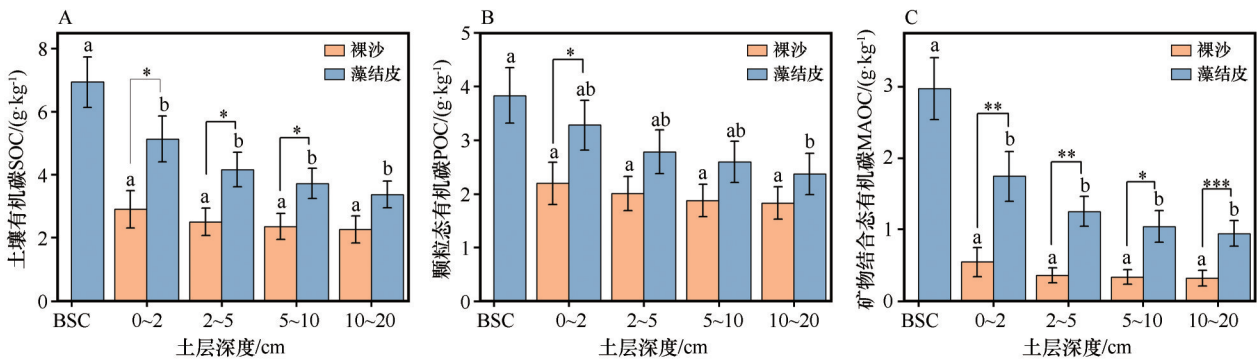 A
土壤有机碳SOC/(g·kg⁻¹)
8
6
4
2
0
裸沙
藻结皮
a
*
a
b
*
a
b
*
a
b
a
b
BSC 0~2 2~5 5~10 10~20
土层深度/cm
B
颗粒态有机碳POC/(g·kg⁻¹)
5
4
3
2
1
0
裸沙
藻结皮
a
*
a
ab
a
ab
a
ab
a
b
BSC 0~2 2~5 5~10 10~20
土层深度/cm
C
矿物结合态有机碳MAOC/(g·kg⁻¹)
3
2
1
0
裸沙
藻结皮
a
**
a
b
**
a
b
*
a
b
***
a
b
BSC 0~2 2~5 5~10 10~20
土层深度/cm